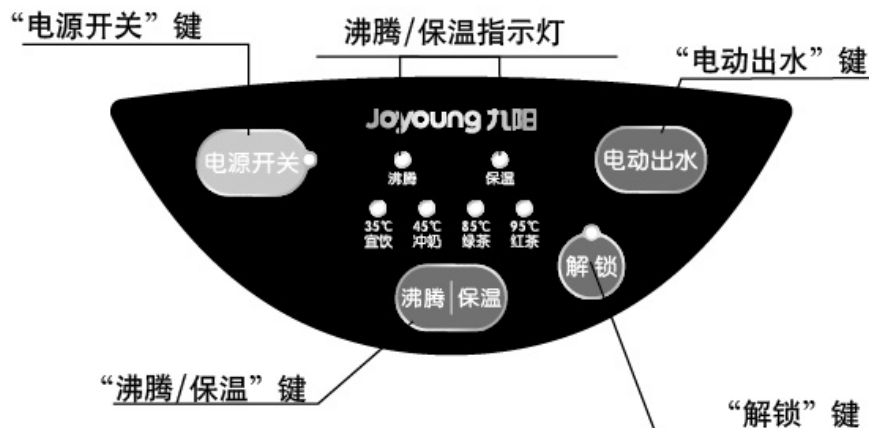 “电源开关”键
沸腾/保温指示灯
“电动出水”键
Joyoung 九阳
电源开关
沸腾
保温
电动出水
35℃ 45℃ 85℃ 95℃
宜饮 冲奶 绿茶 红茶
解锁
沸腾|保温
“沸腾/保温”键
“解锁”键